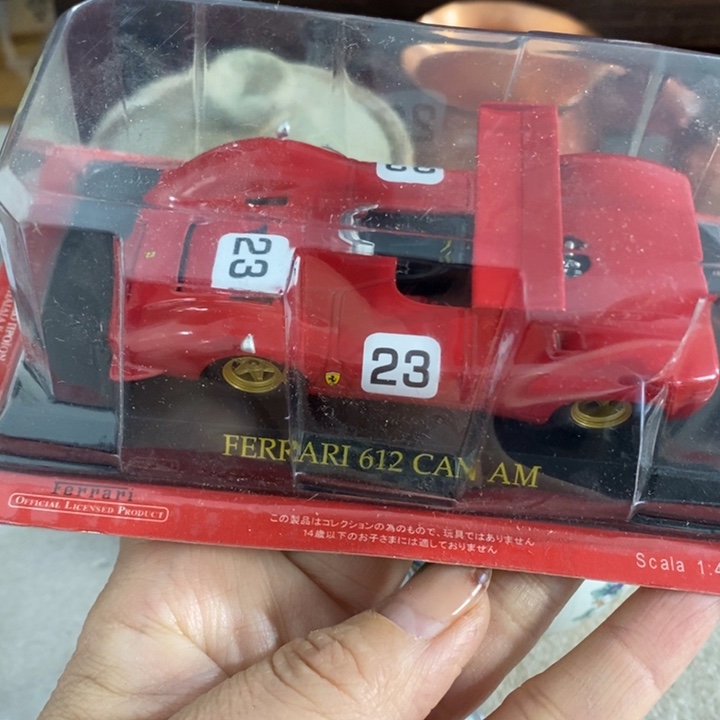 23
23
23
FERRARI 612 CAN AM
Ferrari
OFFICIAL LICENSED PRODUCT
この製品はコレクションの為のもので、玩具ではありません
14歳以下のお子さまには適しておりません
Scala 1:4